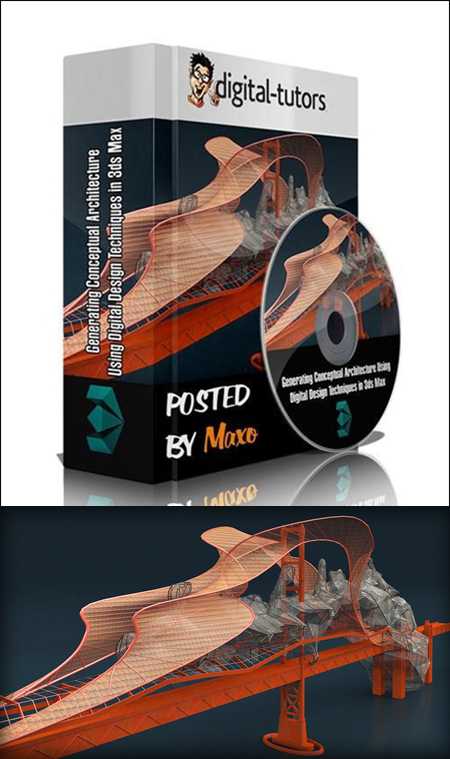 digital-tutors
Generating Conceptual Architecture
Using Digital Design Techniques in 3ds Max
POSTED
BY Maxo
Generating Conceptual Architecture Using
Digital Design Techniques in 3ds Max